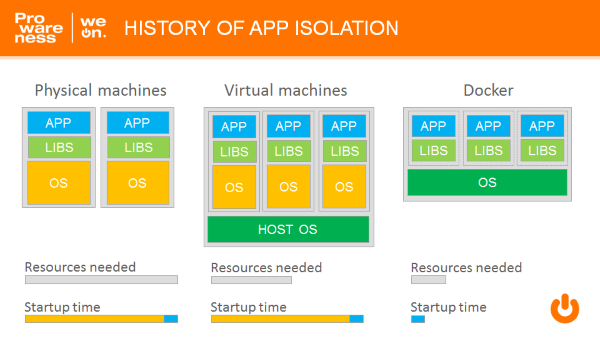 Pro
ware
ness
we
on.
HISTORY OF APP ISOLATION
Physical machines
APP
LIBS
OS
APP
LIBS
OS
Virtual machines
APP
LIBS
OS
APP
LIBS
OS
APP
LIBS
OS
HOST OS
Docker
APP
LIBS
APP
LIBS
APP
LIBS
OS
Resources needed
Startup time
Resources needed
Startup time
Resources needed
Startup time